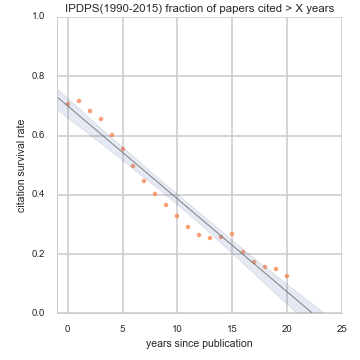 IPDPS(1990-2015) fraction of papers cited > X years
1.0
0.8
0.6
0.4
0.2
0.0
citation survival rate
0 5 10 15 20 25
years since publication